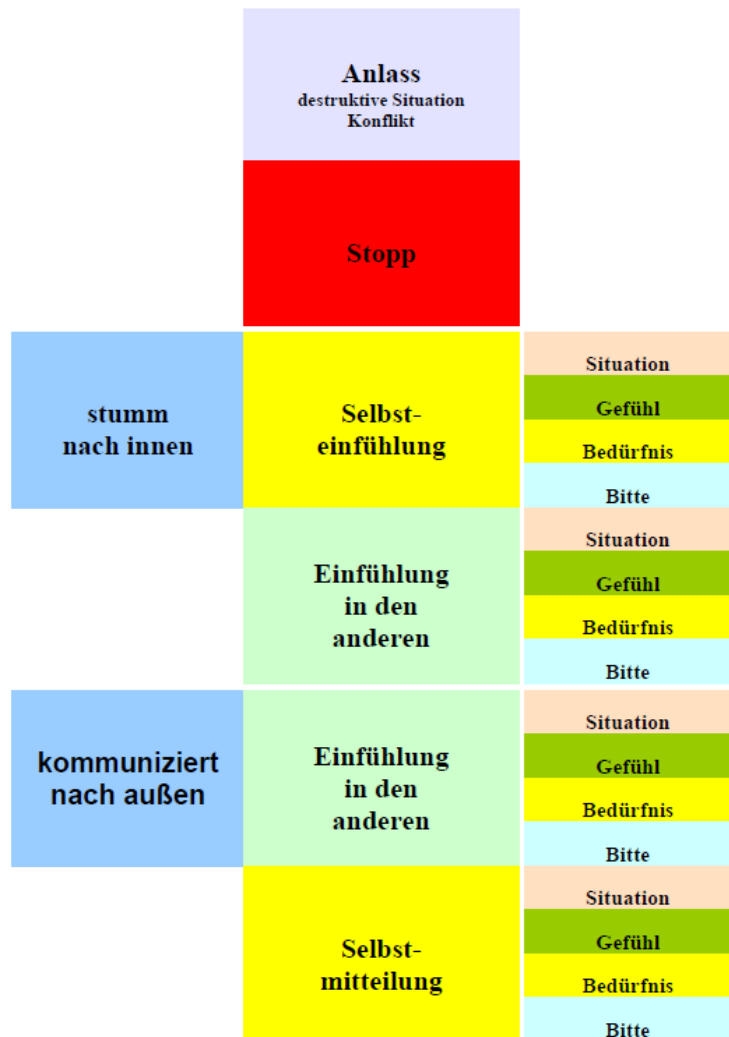 Anlass
destruktive Situation
Konflikt
Stopp
stumm
nach innen
Selbst-
einfühlung
Situation
Gefühl
Bedürfnis
Bitte
Einfühlung
in den
anderen
Situation
Gefühl
Bedürfnis
Bitte
kommuniziert
nach außen
Einfühlung
in den
anderen
Situation
Gefühl
Bedürfnis
Bitte
Selbst-
mitteilung
Situation
Gefühl
Bedürfnis
Bitte